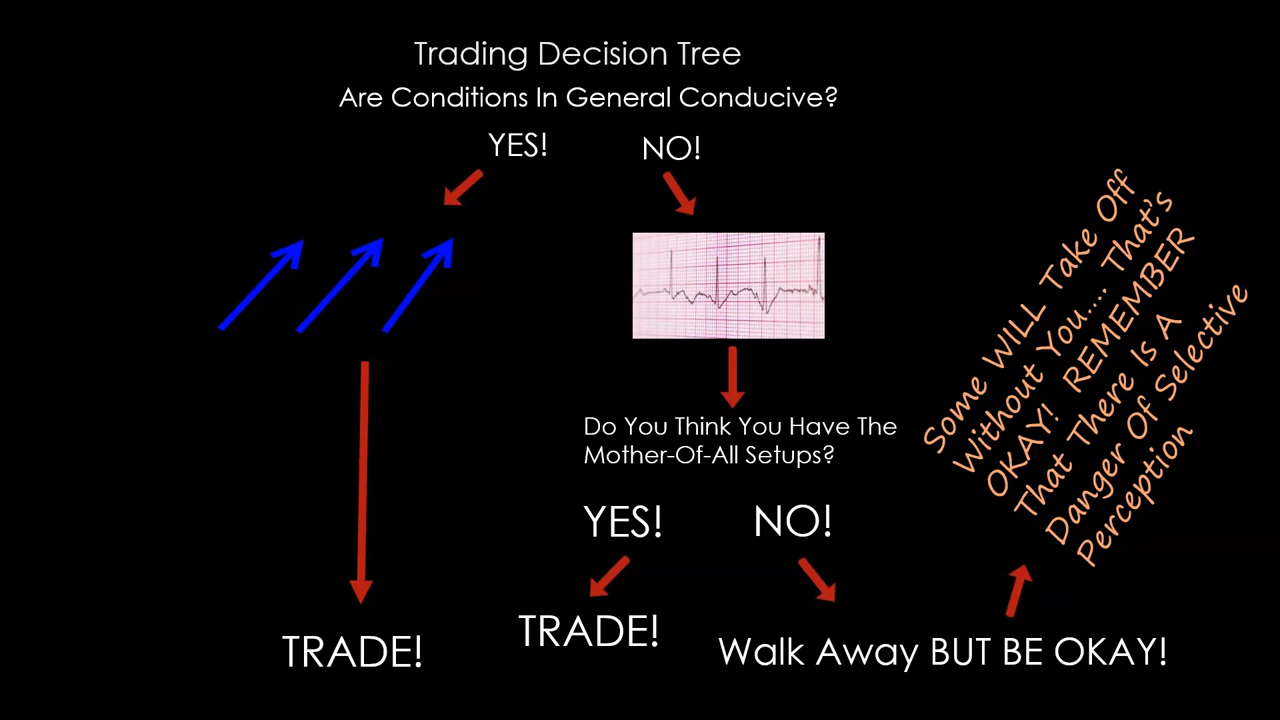 Trading Decision Tree
Are Conditions In General Conducive?
YES!
NO!
Do You Think You Have The
Mother-Of-All Setups?
YES!
NO!
TRADE!
TRADE!
Walk Away BUT BE OKAY!
Some WILL Take Off
Without You.... That's
OKAY! REMEMBER
That There Is A
Danger Of Selective
Perception